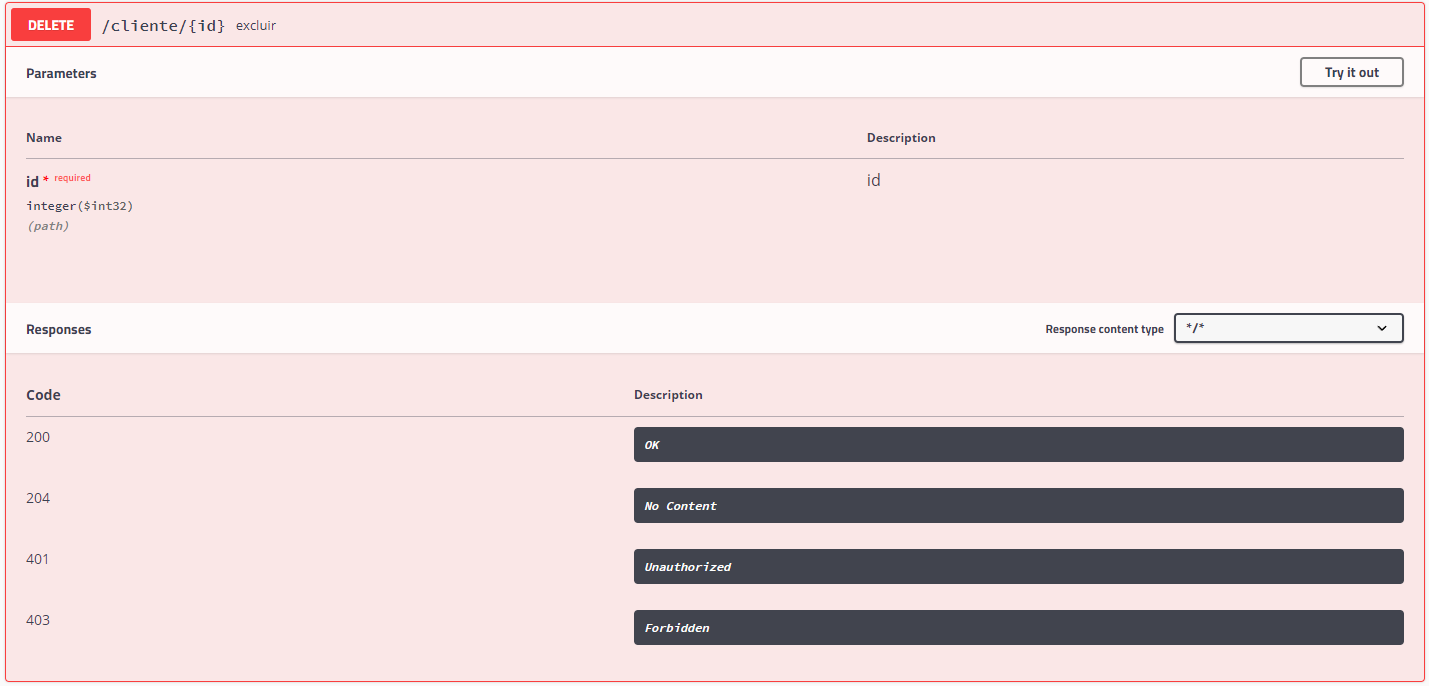 DELETE /cliente/{id} excluir
Parameters Try it out
Name Description
id * required id
integer($int32)
(path)
Responses Response content type */*
Code Description
200 OK
204 No Content
401 Unauthorized
403 Forbidden